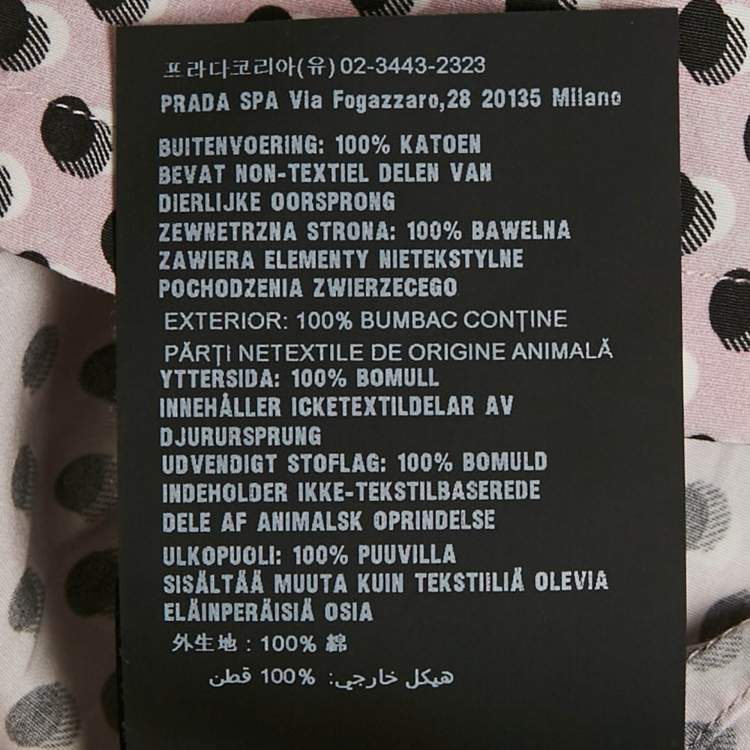 프라다코리아(유) 02-3443-2323
PRADA SPA Via Fogazzaro,28 20135 Milano
BUITENVOERING: 100% KATOEN
BEVAT NON-TEXTIEL DELEN VAN
DIERLIJKE OORSPRONG
ZEWNETRZNA STRONA: 100% BAWELNA
ZAWIERA ELEMENTY NIETEKSTYLNE
POCHODZENIA ZWIERZECEGO
EXTERIOR: 100% BUMBAC CONȚINE
PĂRȚI NETEXTILE DE ORIGINE ANIMALĂ
YTTERSIDA: 100% BOMULL
INNEHÅLLER ICKETEXTILDELAR AV
DJURURSPRUNG
UDVENDIGT STOFLAG: 100% BOMULD
INDEHOLDER IKKE-TEKSTILBASEREDE
DELE AF ANIMALSK OPRINDELSE
ULKOPUOLI: 100% PUUVILLA
SISÄLTÄÄ MUUTA KUIN TEKSTIILIÄ OLEVIA
ELÄINPERÄISIÄ OSIA
外生地 : 100% 綿
هيكل خارجي: 100% قطن